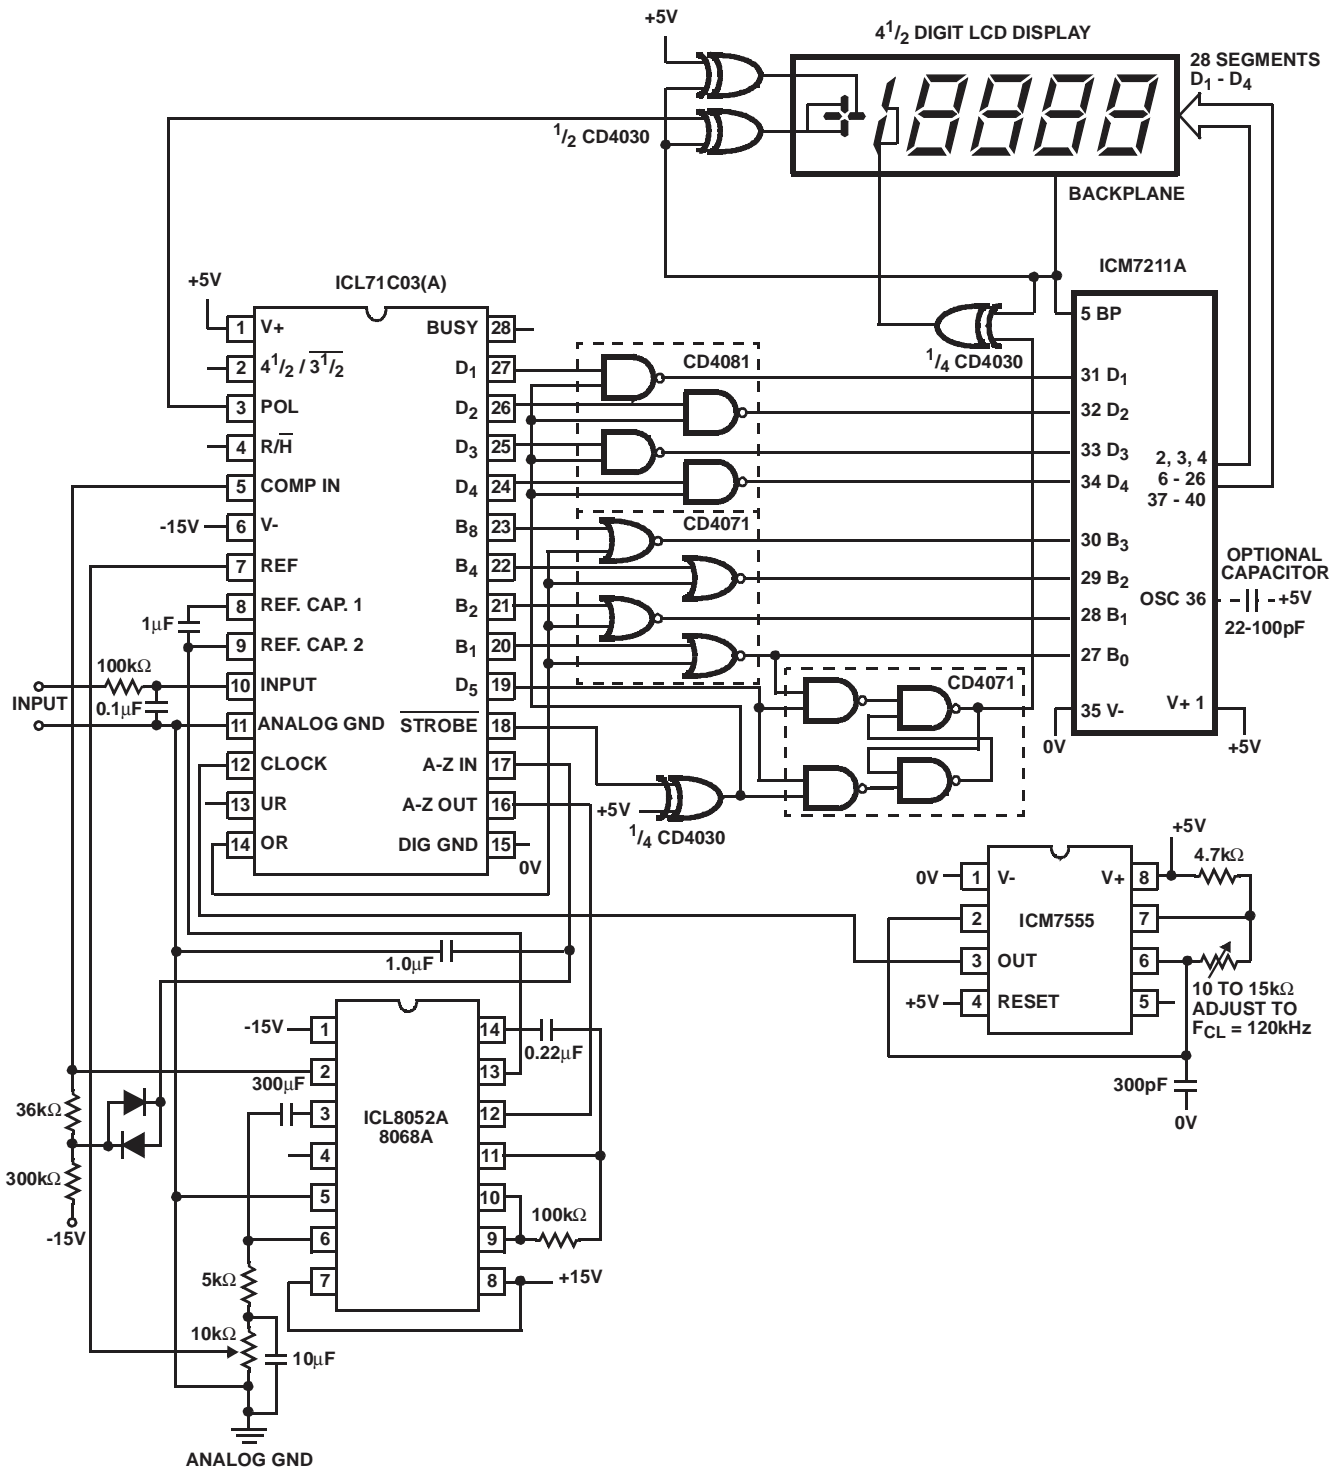 +5V
4 1/2 DIGIT LCD DISPLAY
28 SEGMENTS
D1 - D4
1/2 CD4030
BACKPLANE
ICM7211A
+5V
ICL71C03(A)
1 V+
2 4 1/2 / 3 1/2
3 POL
4 R/H
5 COMP IN
-15V
6 V-
7 REF
8 REF. CAP. 1
9 REF. CAP. 2
10 INPUT
11 ANALOG GND
12 CLOCK
13 UR
14 OR
BUSY 28
D1 27
D2 26
D3 25
D4 24
B8 23
B4 22
B2 21
B1 20
D5 19
STROBE 18
A-Z IN 17
A-Z OUT 16
DIG GND 15
0V
1μF
100kΩ
INPUT
0.1μF
CD4081
CD4071
CD4071
1/4 CD4030
+5V
1/4 CD4030
5 BP
31 D1
32 D2
33 D3
34 D4
30 B3
29 B2
28 B1
27 B0
35 V-
0V
2, 3, 4
6 - 26
37 - 40
OSC 36
V+ 1
+5V
OPTIONAL
CAPACITOR
+5V
22-100pF
+5V
4.7kΩ
0V
1 V-
2
3 OUT
+5V
4 RESET
ICM7555
V+ 8
7
6
5
10 TO 15kΩ
ADJUST TO
FCL = 120kHz
300pF
0V
1.0μF
-15V
1
2
3
4
5
6
7
ICL8052A
8068A
14
13
12
11
10
9
8
0.22μF
300μF
36kΩ
300kΩ
-15V
100kΩ
+15V
5kΩ
10kΩ
10μF
ANALOG GND